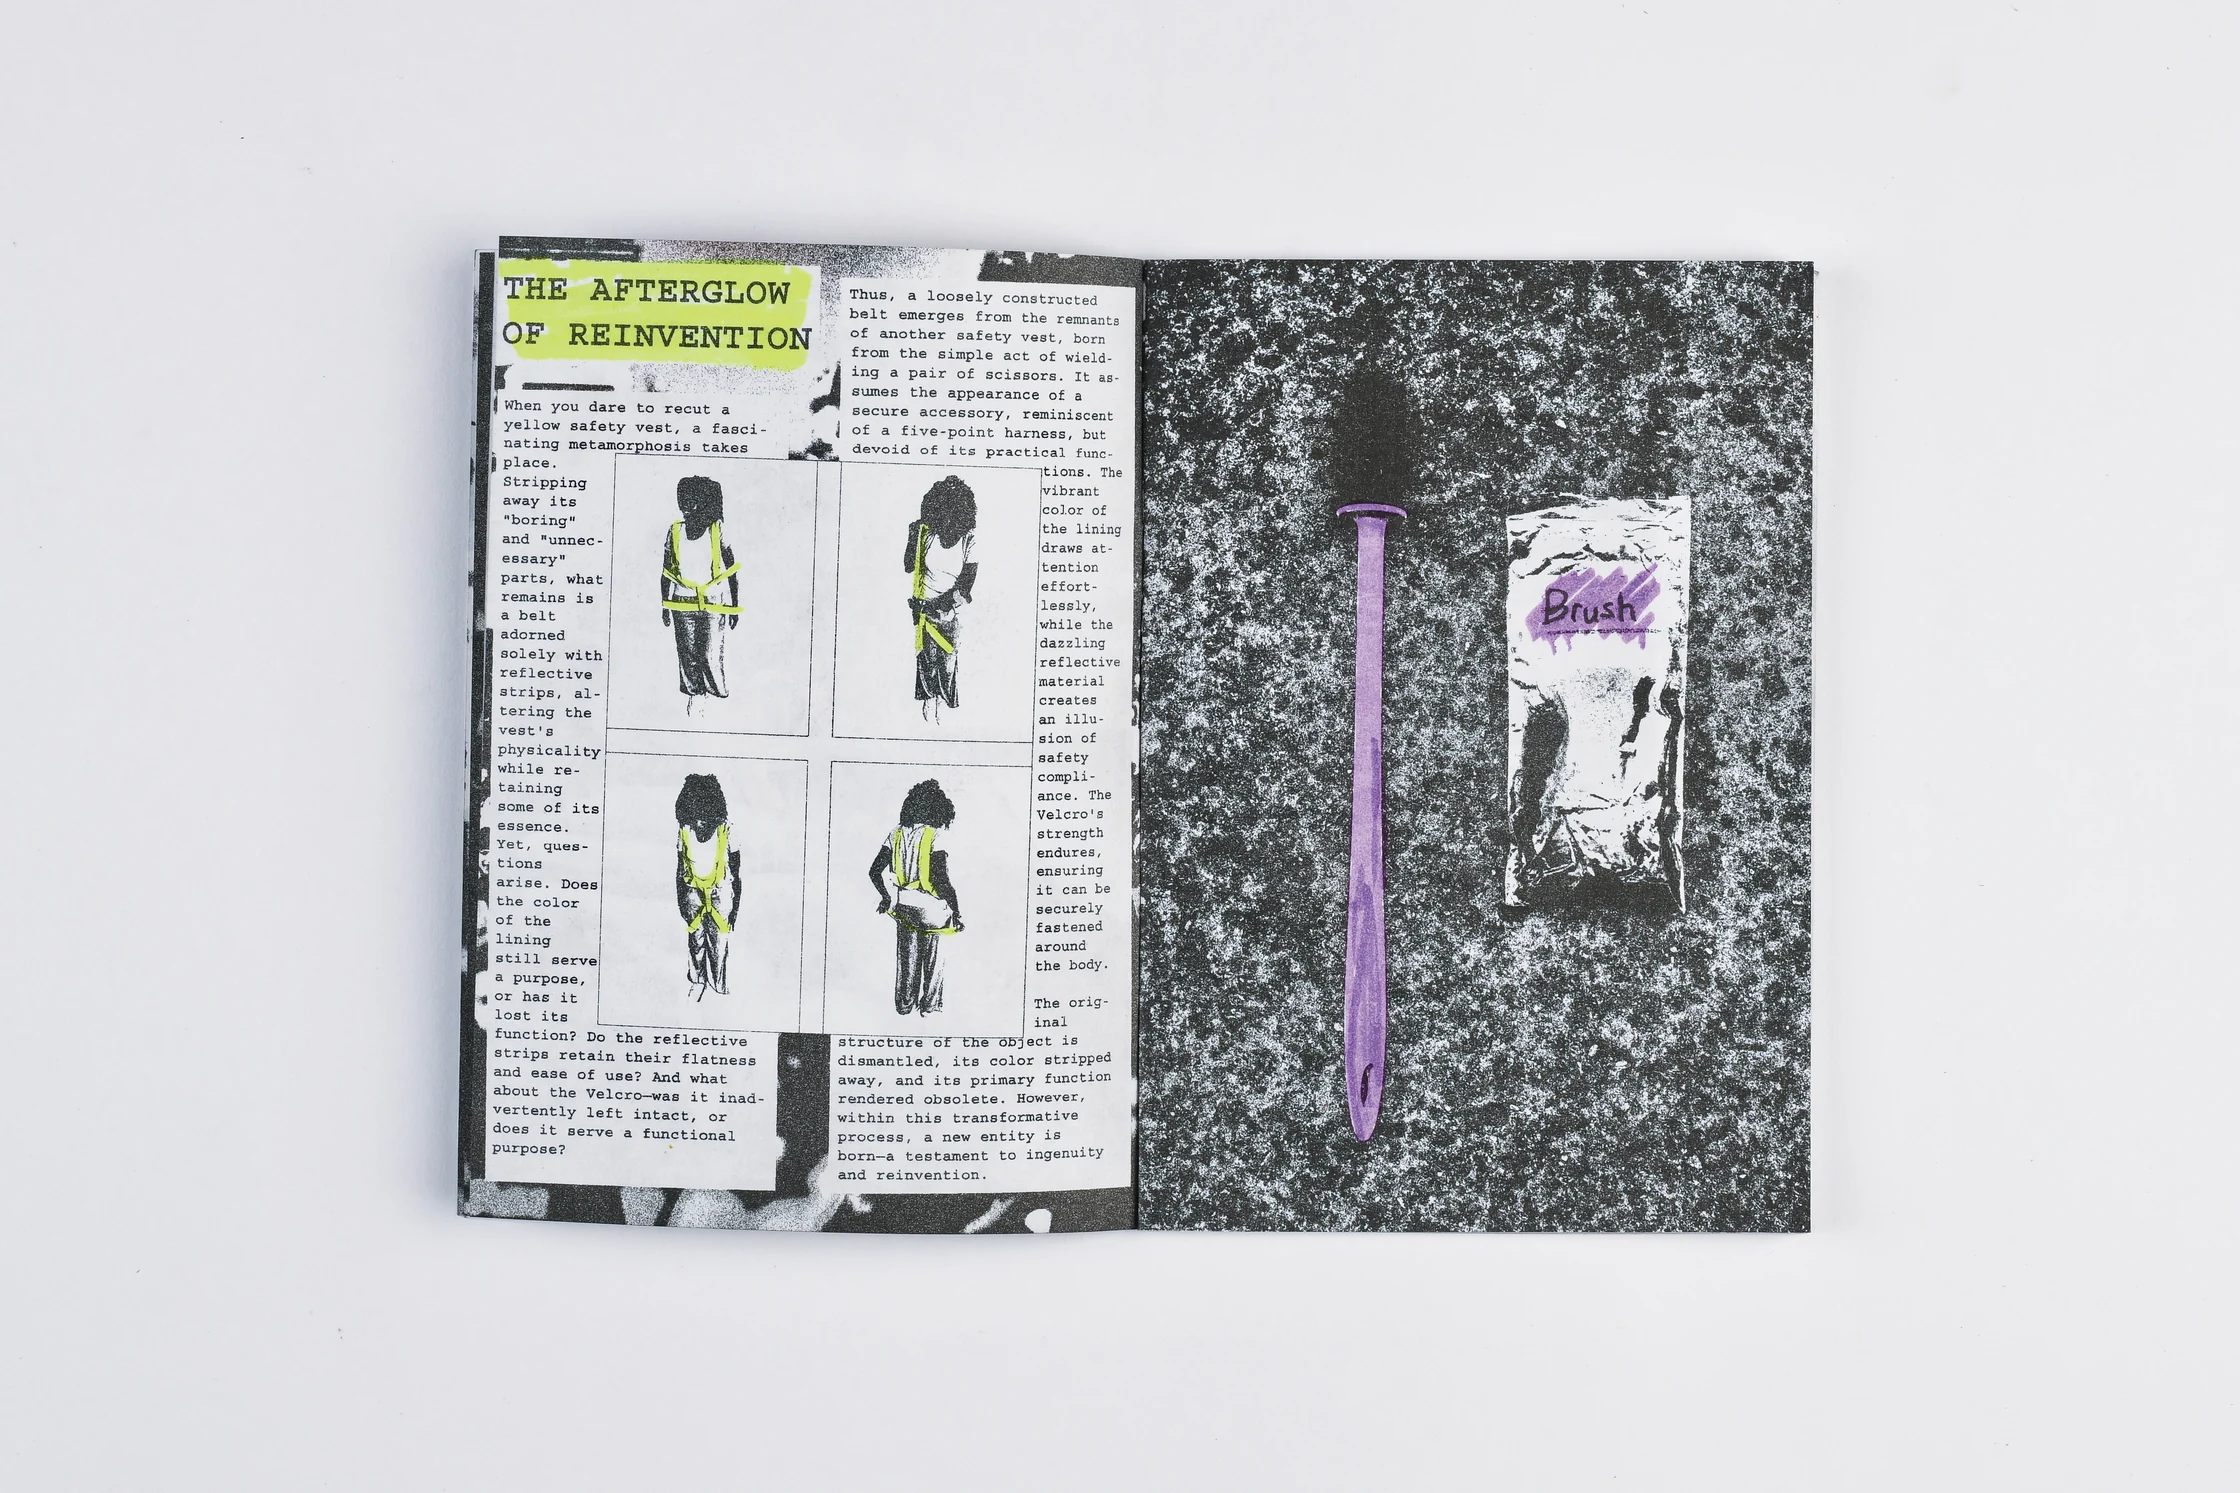 THE AFTERGLOW
OF REINVENTION
When you dare to recut a
yellow safety vest, a fasci-
nating metamorphosis takes
place.
Stripping
away its
"boring"
and "unnec-
essary"
parts, what
remains is
a belt
adorned
solely with
reflective
strips, al-
tering the
vest's
physicality
while re-
taining
some of its
essence.
Yet, ques-
tions
arise. Does
the color
of the
lining
still serve
a purpose,
or has it
lost its
function? Do the reflective
strips retain their flatness
and ease of use? And what
about the Velcro—was it inad-
vertently left intact, or
does it serve a functional
purpose?
Thus, a loosely constructed
belt emerges from the remnants
of another safety vest, born
from the simple act of wield-
ing a pair of scissors. It as-
sumes the appearance of a
secure accessory, reminiscent
of a five-point harness, but
devoid of its practical func-
tions. The
vibrant
color of
the lining
draws at-
tention
effort-
lessly,
while the
dazzling
reflective
material
creates
an illu-
sion of
safety
compli-
ance. The
Velcro's
strength
endures,
ensuring
it can be
securely
fastened
around
the body.
The orig-
inal
structure of the object is
dismantled, its color stripped
away, and its primary function
rendered obsolete. However,
within this transformative
process, a new entity is
born—a testament to ingenuity
and reinvention.
Brush